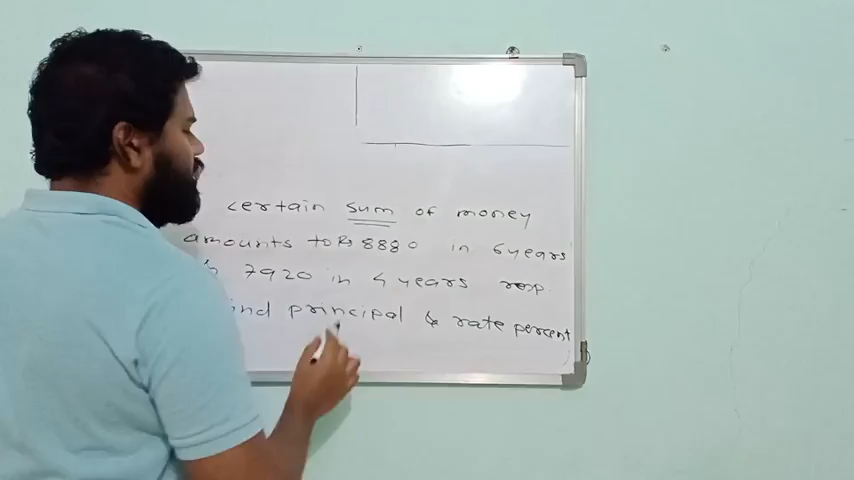 certain sum of money
amounts to Rs 8880 in 6 years
7920 in 4 years resp.
ind principal & rate percent